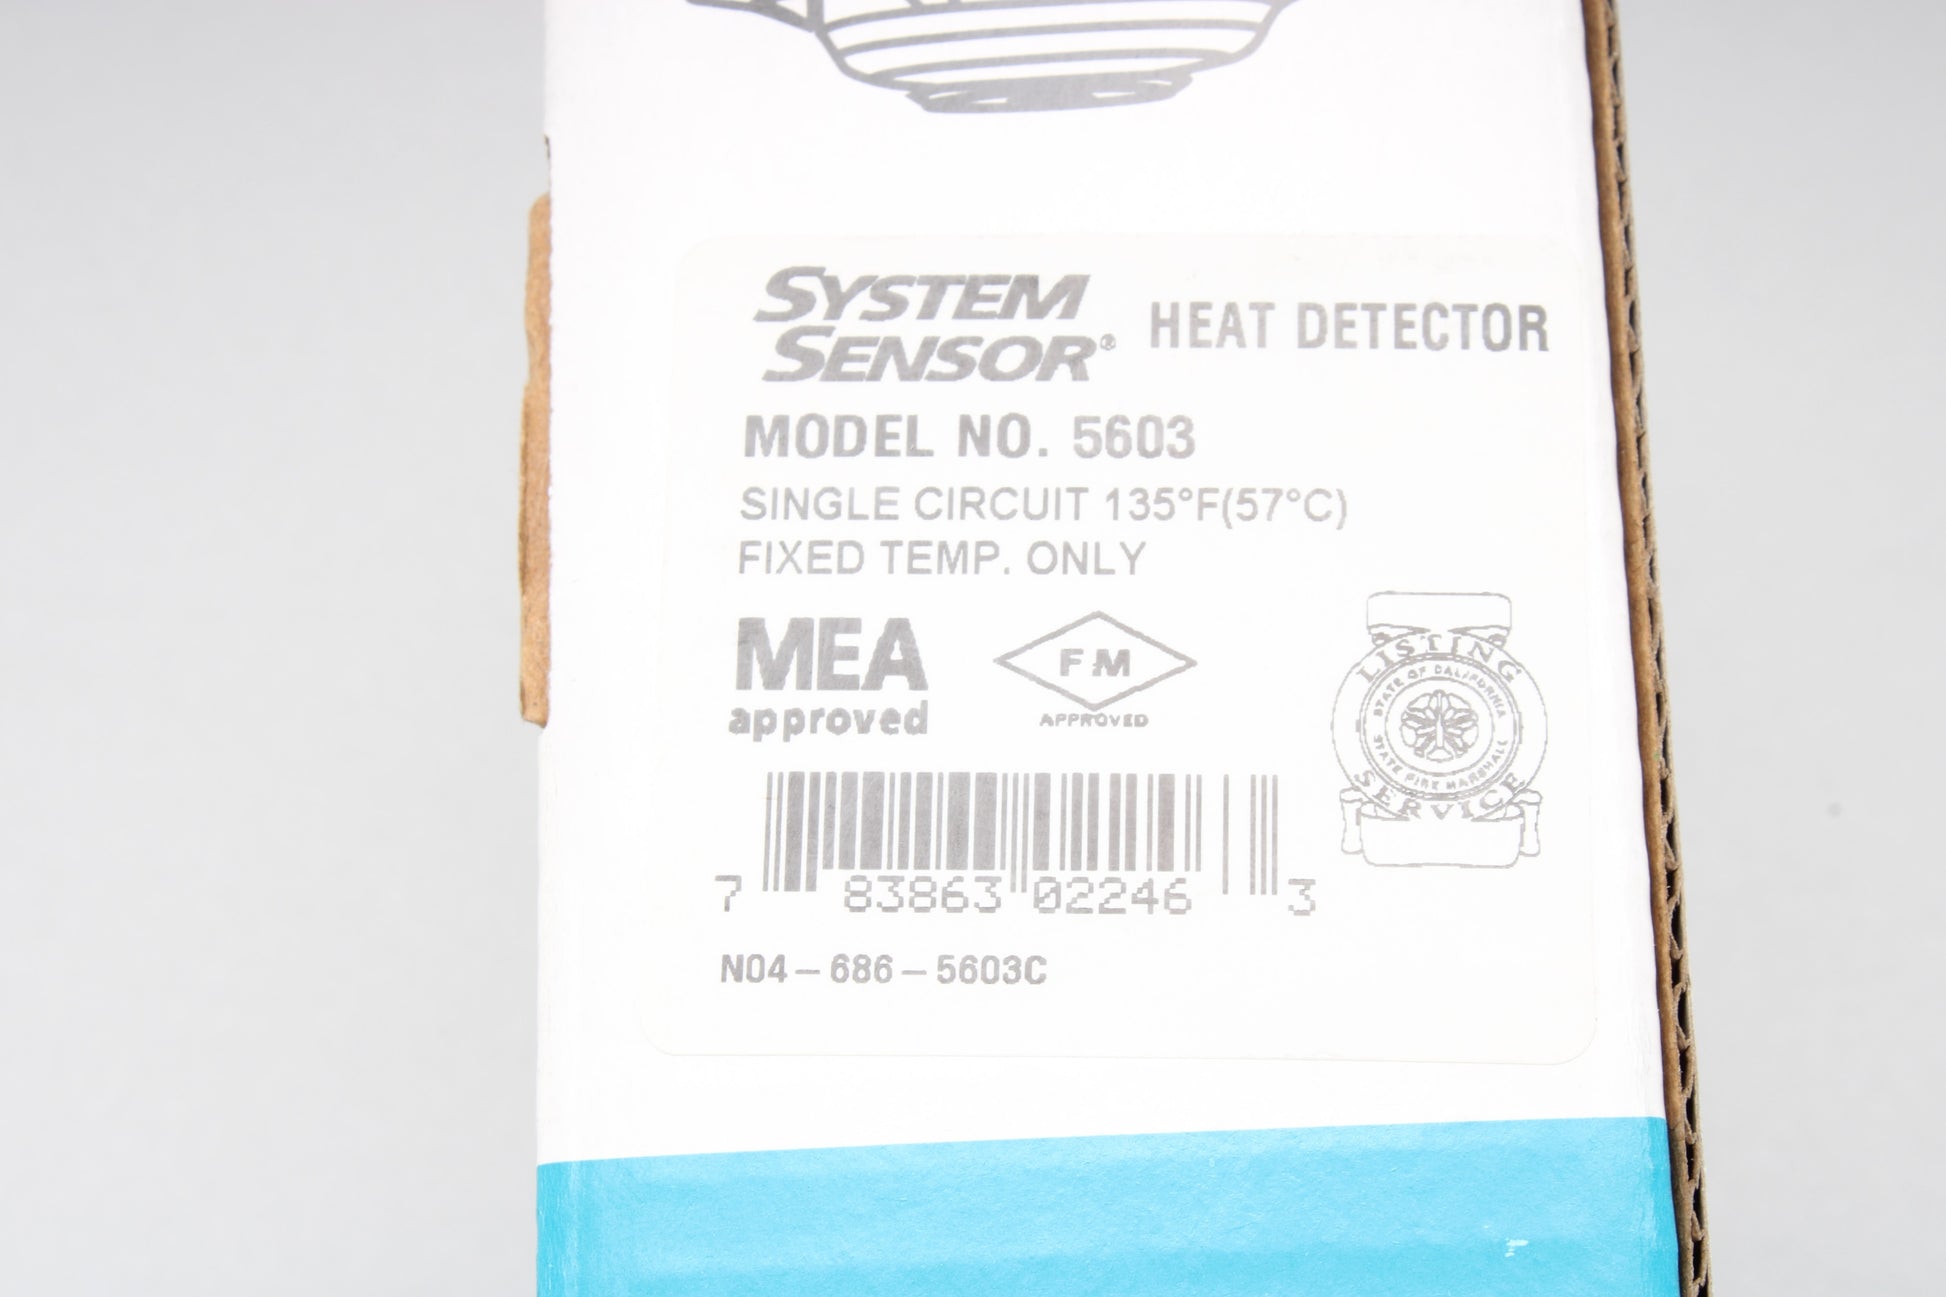 SYSTEM
SENSOR® HEAT DETECTOR
MODEL NO. 5603
SINGLE CIRCUIT 135°F(57°C)
FIXED TEMP. ONLY
MEA
approved
FM
APPROVED
LISTING
STATE OF CALIFORNIA
STATE FIRE MARSHALL
SERVICE
7 83863 02246 3
N04-686-5603C